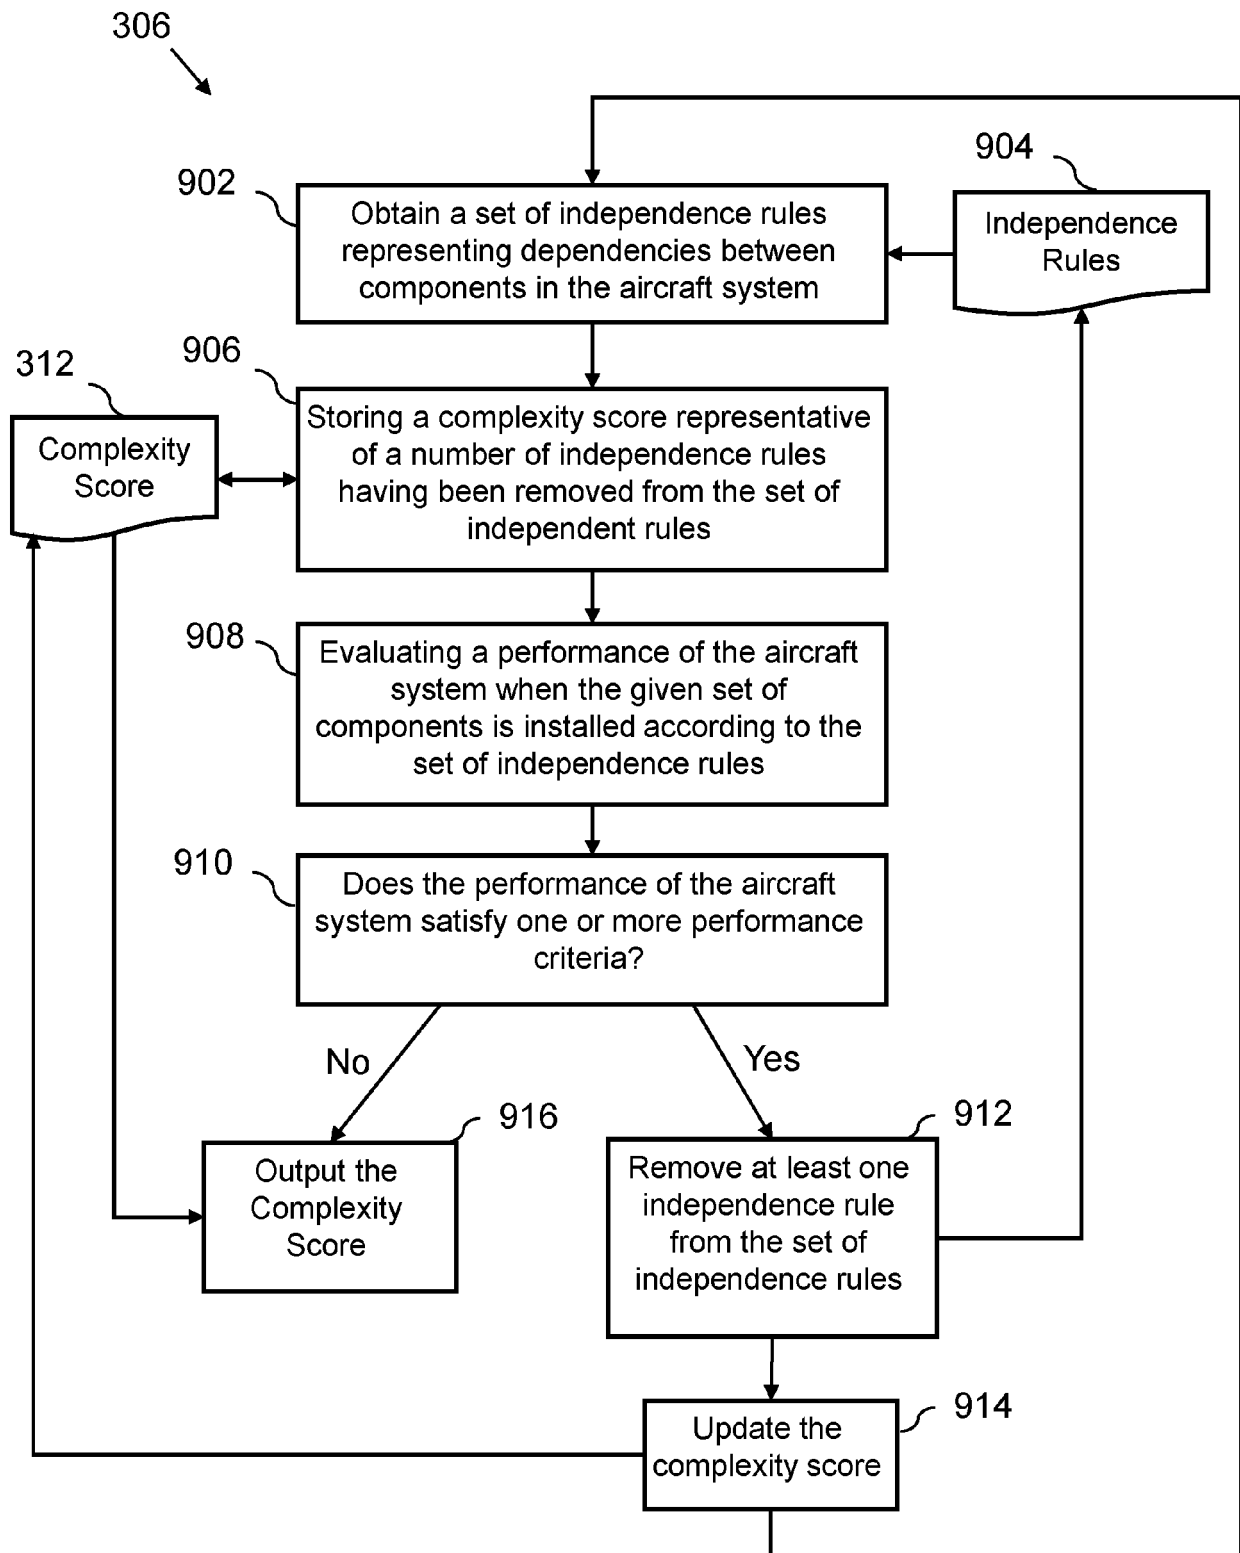 306
904
902
Obtain a set of independence rules
representing dependencies between
components in the aircraft system
Independence
Rules
906
312
Storing a complexity score representative
of a number of independence rules
having been removed from the set of
independent rules
Complexity
Score
908
Evaluating a performance of the aircraft
system when the given set of
components is installed according to the
set of independence rules
910
Does the performance of the aircraft
system satisfy one or more performance
criteria?
No
Yes
916
912
Output the
Complexity
Score
Remove at least one
independence rule
from the set of
independence rules
914
Update the
complexity score